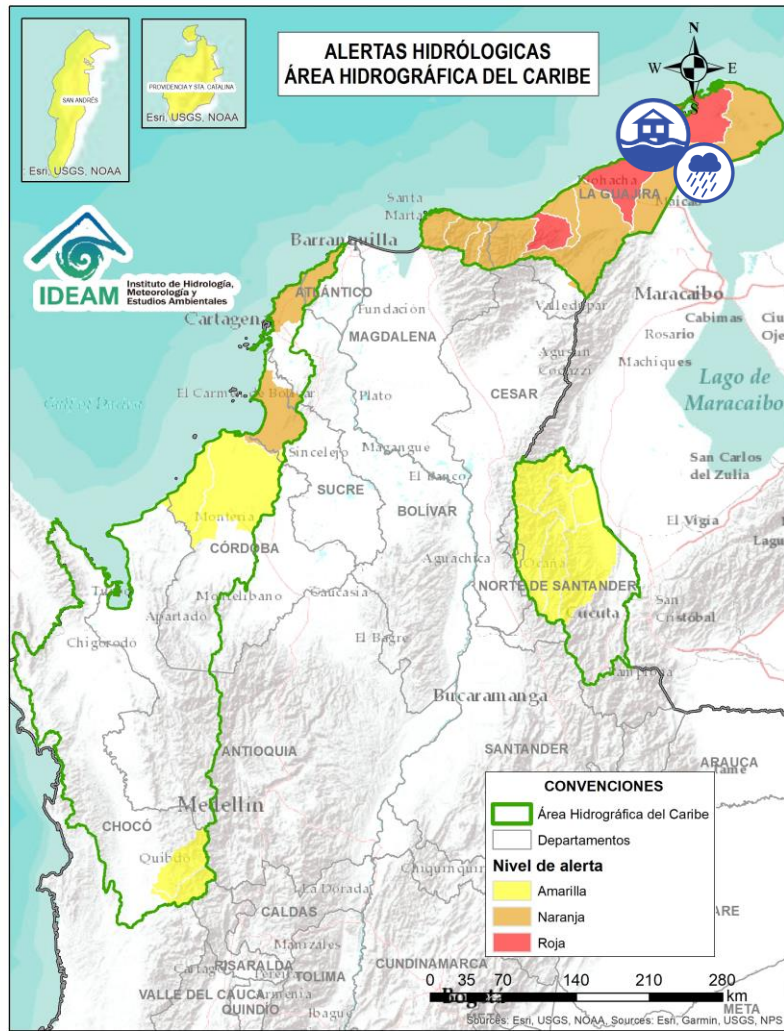 ALERTAS HIDRÓLOGICAS
ÁREA HIDROGRÁFICA DEL CARIBE
SAN ANDRÉS
Esri, USGS, NOAA
PROVIDENCIA Y STA. CATALINA
Esri, USGS, NOAA
N
W
E
S
IDEAM
Instituto de Hidrología,
Meteorología y
Estudios Ambientales
Santa
Marta
LA GUAJIRA
Barranquilla
ATLÁNTICO
Cartagen
Fundación
Valledupar
Maracaibo
MAGDALENA
Cabimas
Rosario
Machiques
Agustín
Codazzi
Lago de
Maracaibo
El Carmen de Bolívar
Plato
CESAR
Sincelejo
Magangue
San Carlos
del Zulia
SUCRE
El Banco
BOLÍVAR
Montería
CÓRDOBA
El Vigía
Aguachica
Ocaña
NORTE DE SANTANDER
Montelibano
Caucasia
San
Cristóbal
Apartado
Chigorodo
El Bagre
Bucaramanga
ANTIOQUIA
SANTANDER
ARAUCA
Medellín
CHOCÓ
Quibdó
La Dorada
CALDAS
Manizales
RISARALDA
TOLIMA
CUNDINAMARCA
VALLE DEL CAUCA
QUINDÍO
Ibague
Bogotá
META
META
CONVENCIONES
Área Hidrográfica del Caribe
Departamentos
Nivel de alerta
Amarilla
Naranja
Roja
0 35 70 140 210 280
km
Sources: Esri, USGS, NOAA, Sources: Esri, Garmin, USGS, NPS